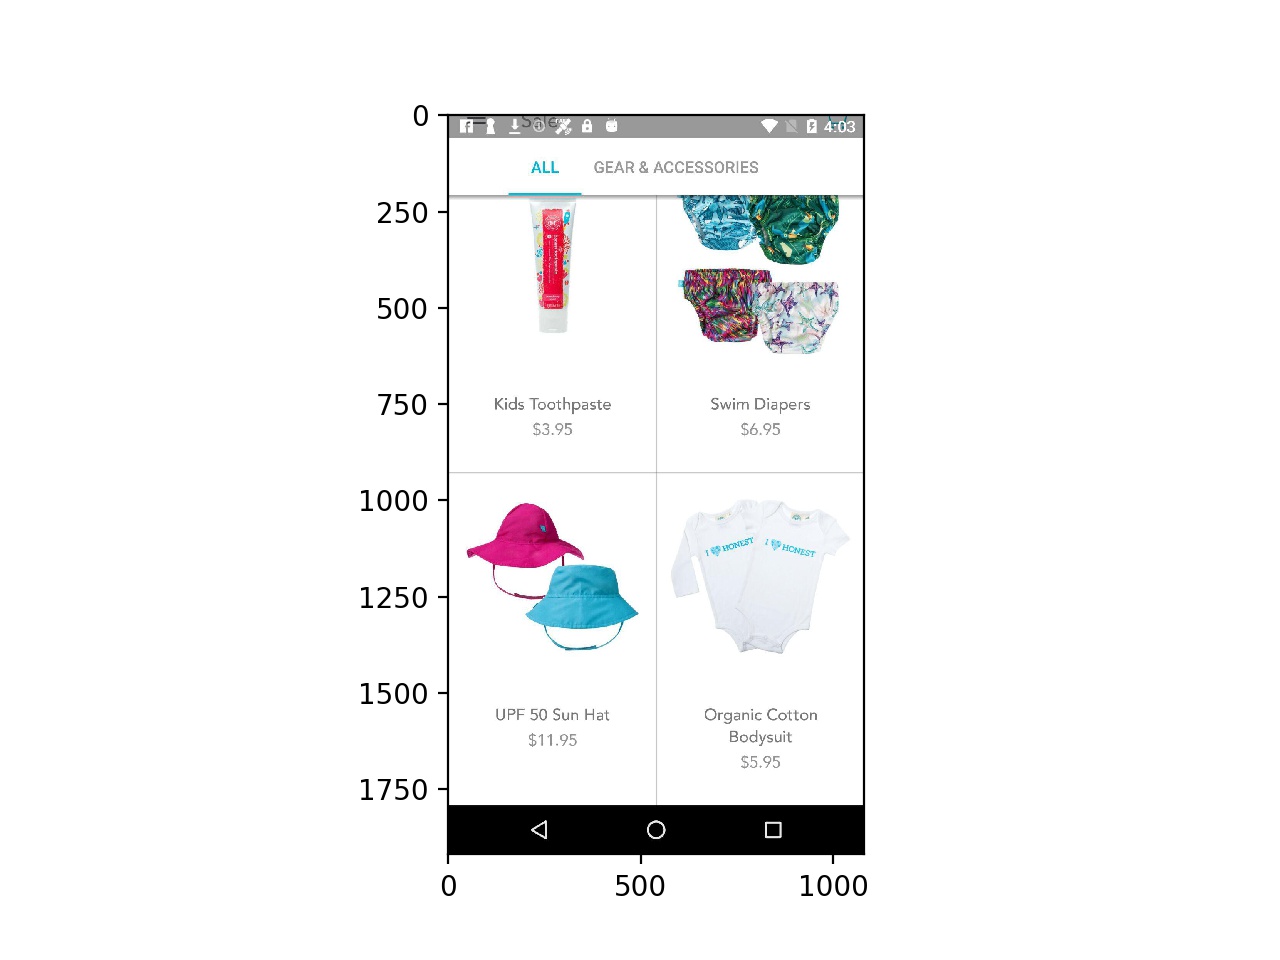 0
Sale
4:03
ALL GEAR & ACCESSORIES
250
500
750
Kids Toothpaste
$3.95
Swim Diapers
$6.95
1000
I HONEST
I HONEST
1250
1500
UPF 50 Sun Hat
$11.95
Organic Cotton
Bodysuit
$5.95
1750
0 500 1000